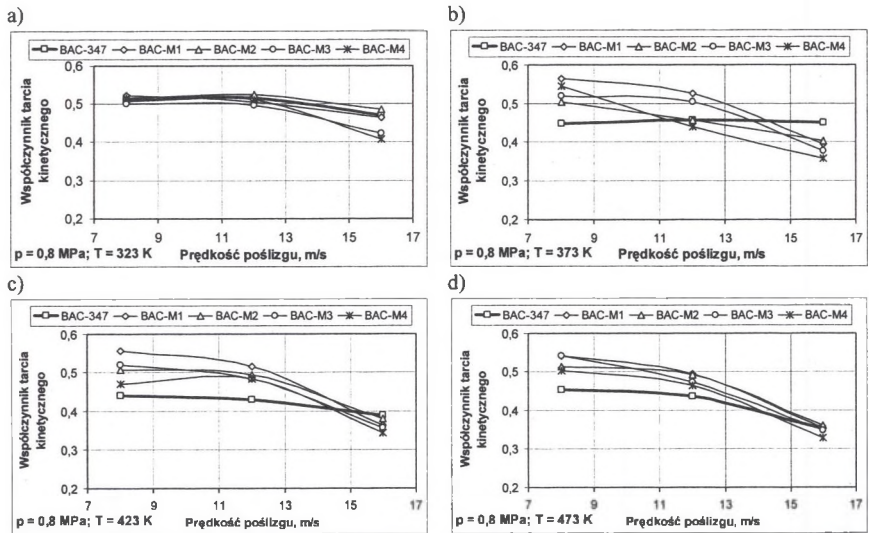 a)
BAC-347 BAC-M1 BAC-M2 BAC-M3 BAC-M4
Współczynnik tarcia
kinetycznego
0,6
0,5
0,4
0,3
0,2
7 9 11 13 15 17
p = 0,8 MPa; T = 323 K Prędkość poślizgu, m/s
b)
BAC-347 BAC-M1 BAC-M2 BAC-M3 BAC-M4
Współczynnik tarcia
kinetycznego
0,6
0,5
0,4
0,3
0,2
7 9 11 13 15 17
p = 0,8 MPa; T = 373 K Prędkość poślizgu, m/s
c)
BAC-347 BAC-M1 BAC-M2 BAC-M3 BAC-M4
Współczynnik tarcia
kinetycznego
0,6
0,5
0,4
0,3
0,2
7 9 11 13 15 17
p = 0,8 MPa; T = 423 K Prędkość poślizgu, m/s
d)
BAC-347 BAC-M1 BAC-M2 BAC-M3 BAC-M4
Współczynnik tarcia
kinetycznego
0,6
0,5
0,4
0,3
0,2
7 9 11 13 15 17
p = 0,8 MPa; T = 473 K Prędkość poślizgu, m/s